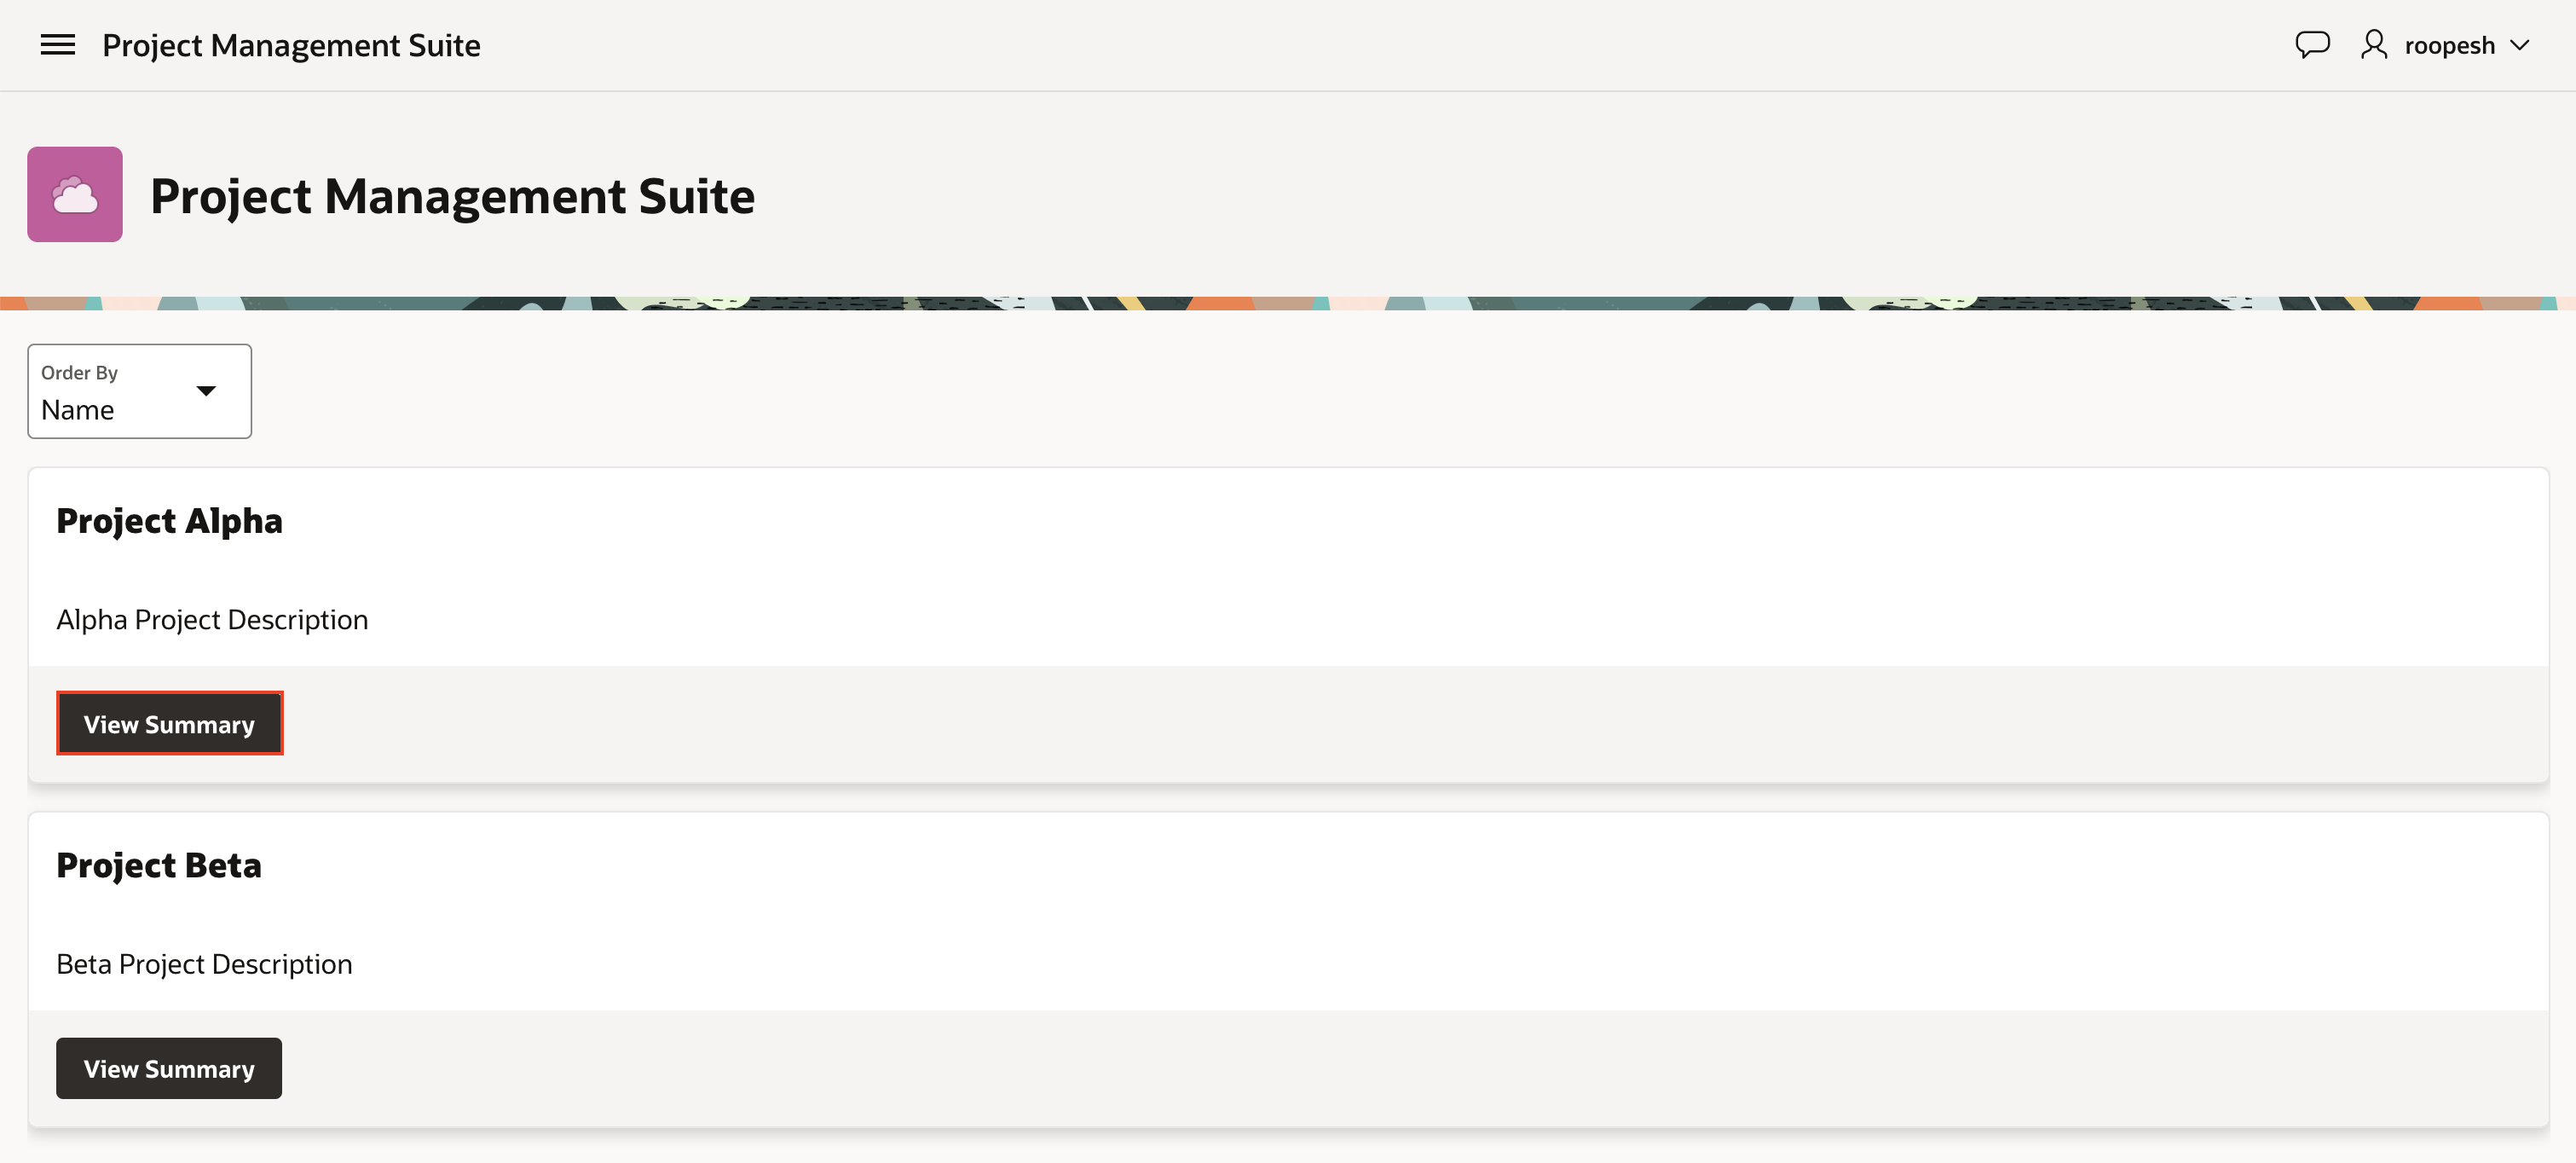 Project Management Suite
roopesh
Project Management Suite
Order By
Name
Project Alpha
Alpha Project Description
View Summary
Project Beta
Beta Project Description
View Summary